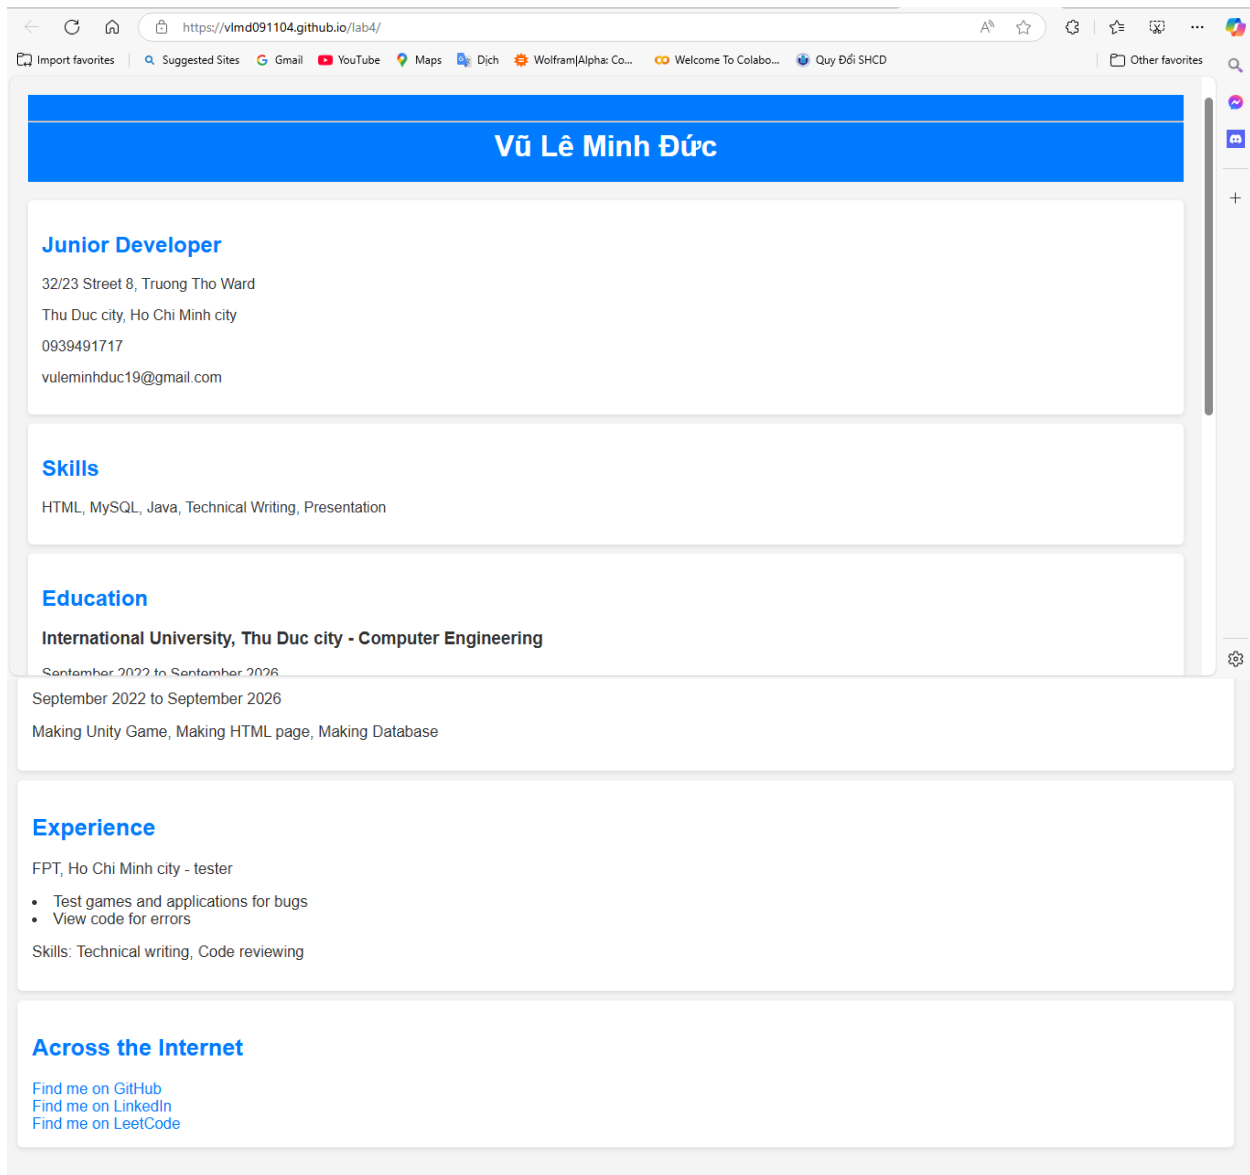 https://vlmd091104.github.io/lab4/
Import favorites Suggested Sites Gmail YouTube Maps Dịch Wolfram|Alpha: Co... Welcome To Colabo... Quy Đổi SHCD Other favorites
Vũ Lê Minh Đức
Junior Developer
32/23 Street 8, Truong Tho Ward
Thu Duc city, Ho Chi Minh city
0939491717
vuleminhduc19@gmail.com
Skills
HTML, MySQL, Java, Technical Writing, Presentation
Education
International University, Thu Duc city - Computer Engineering
September 2022 to September 2026
September 2022 to September 2026
Making Unity Game, Making HTML page, Making Database
Experience
FPT, Ho Chi Minh city - tester
• Test games and applications for bugs
• View code for errors
Skills: Technical writing, Code reviewing
Across the Internet
Find me on GitHub
Find me on LinkedIn
Find me on LeetCode